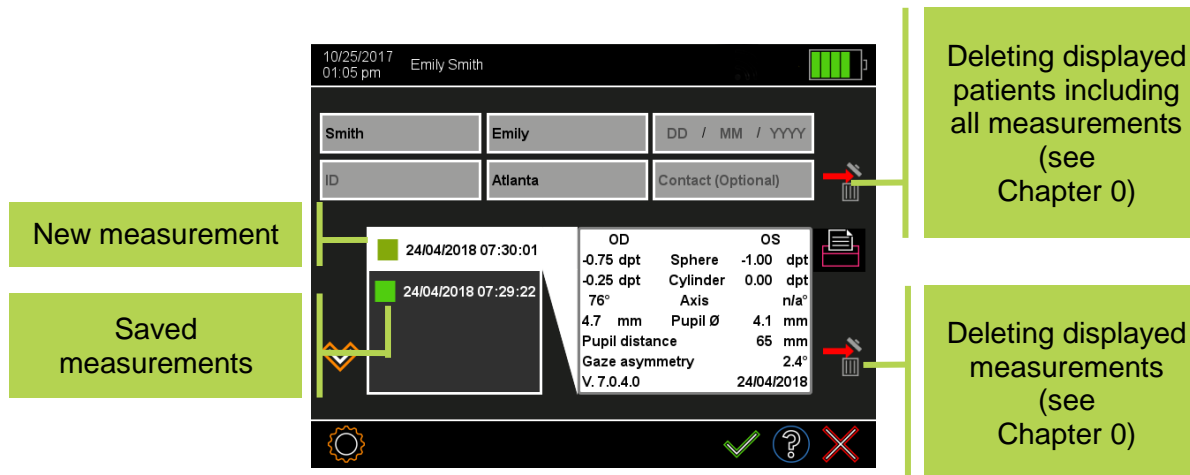 10/25/2017
01:05 pm
Emily Smith
Smith
Emily
DD / MM / YYYY
ID
Atlanta
Contact (Optional)
Deleting displayed
patients including
all measurements
(see
Chapter 0)
New measurement
24/04/2018 07:30:01
Saved
measurements
24/04/2018 07:29:22
OD OS
-0.75 dpt Sphere -1.00 dpt
-0.25 dpt Cylinder 0.00 dpt
76° Axis n/a°
4.7 mm Pupil Ø 4.1 mm
Pupil distance 65 mm
Gaze asymmetry 2.4°
V. 7.0.4.0 24/04/2018
Deleting displayed
measurements
(see
Chapter 0)